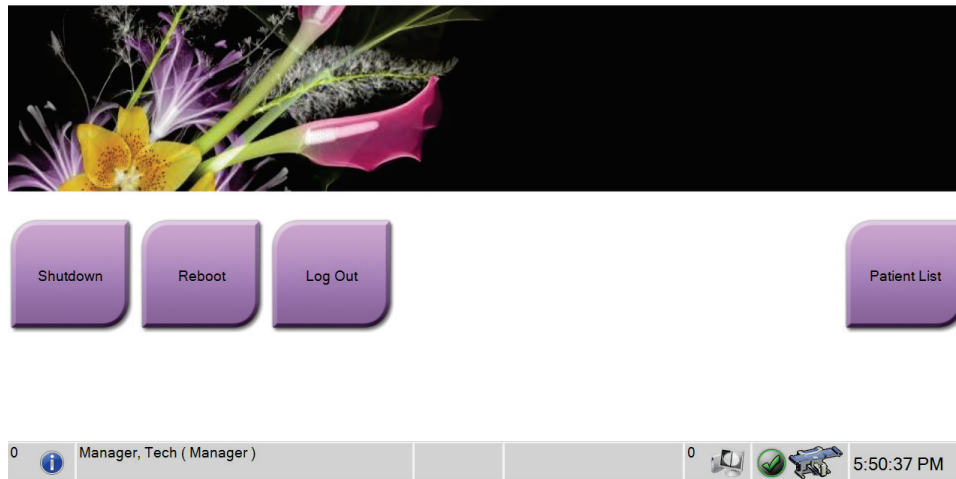 Shutdown
Reboot
Log Out
Patient List
0
Manager, Tech ( Manager )
0
5:50:37 PM